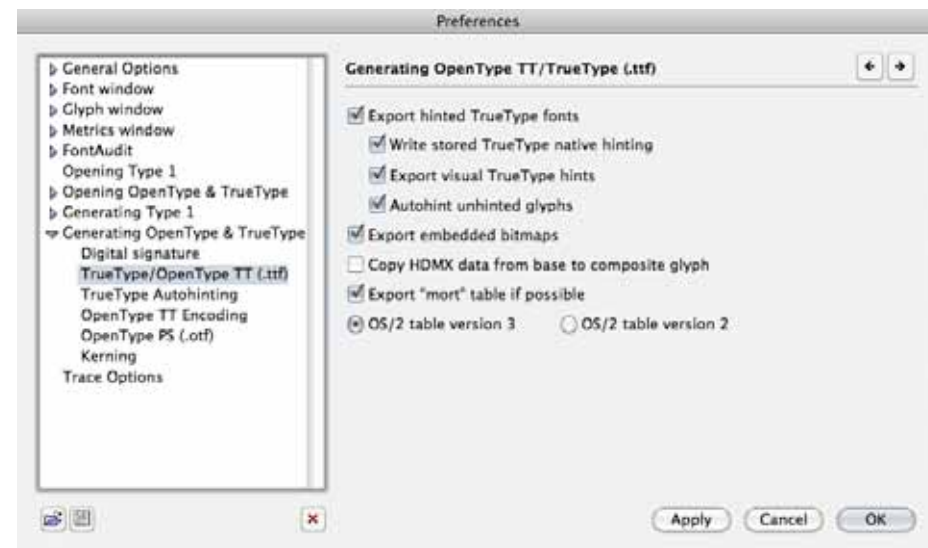 Preferences
General Options
Font window
Glyph window
Metrics window
FontAudit
Opening Type 1
Opening OpenType & TrueType
Generating Type 1
Generating OpenType & TrueType
Digital signature
TrueType/OpenType TT (.ttf)
TrueType Autohinting
OpenType TT Encoding
OpenType PS (.otf)
Kerning
Trace Options
Generating OpenType TT/TrueType (.ttf)
Export hinted TrueType fonts
Write stored TrueType native hinting
Export visual TrueType hints
Autohint unhinted glyphs
Export embedded bitmaps
Copy HDMX data from base to composite glyph
Export "mort" table if possible
OS/2 table version 3 OS/2 table version 2
Apply Cancel OK